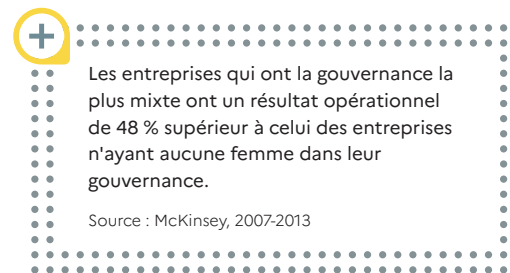 Les entreprises qui ont la gouvernance la
plus mixte ont un résultat opérationnel
de 48 % supérieur à celui des entreprises
n'ayant aucune femme dans leur
gouvernance.
Source : McKinsey, 2007-2013